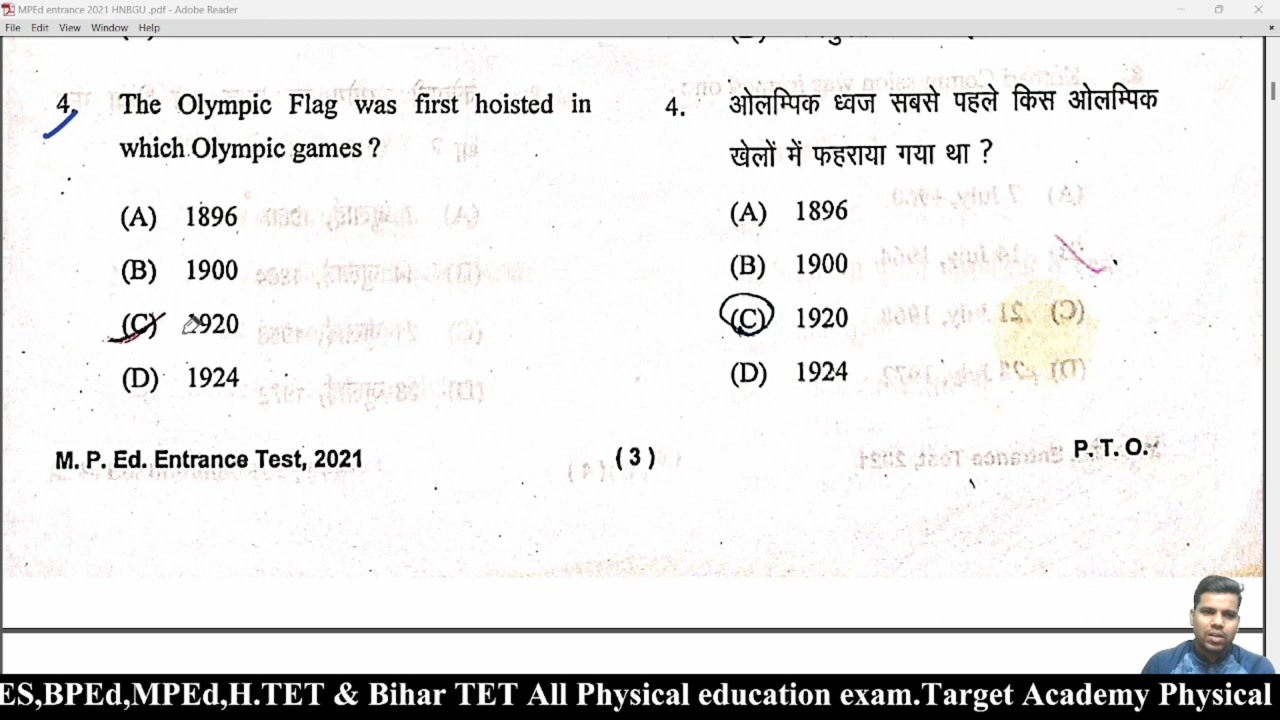 MPEd entrance 2021 HNBGU .pdf - Adobe Reader
File Edit View Window Help
4. The Olympic Flag was first hoisted in
which Olympic games ?
(A) 1896
(B) 1900
(C) 1920
(D) 1924
4. ओलम्पिक ध्वज सबसे पहले किस ओलम्पिक
खेलों में फहराया गया था ?
(A) 1896
(B) 1900
(C) 1920
(D) 1924
M. P. Ed. Entrance Test, 2021
( 3 )
P. T. O.
ES,BPEd,MPEd,H.TET & Bihar TET All Physical education exam.Target Academy Physical